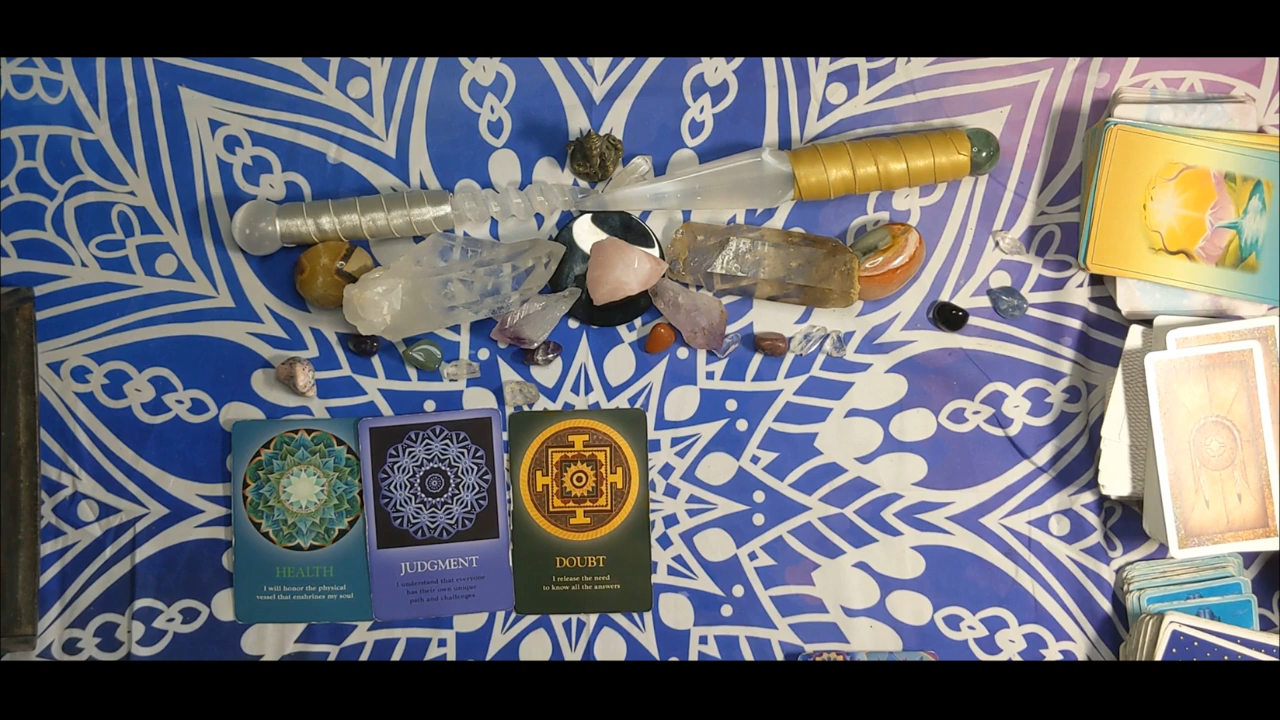 HEALTH
I will honor the physical
vessel that enshrines my soul
JUDGMENT
I understand that everyone
has their own unique
path and challenges
DOUBT
I release the need
to know all the answers